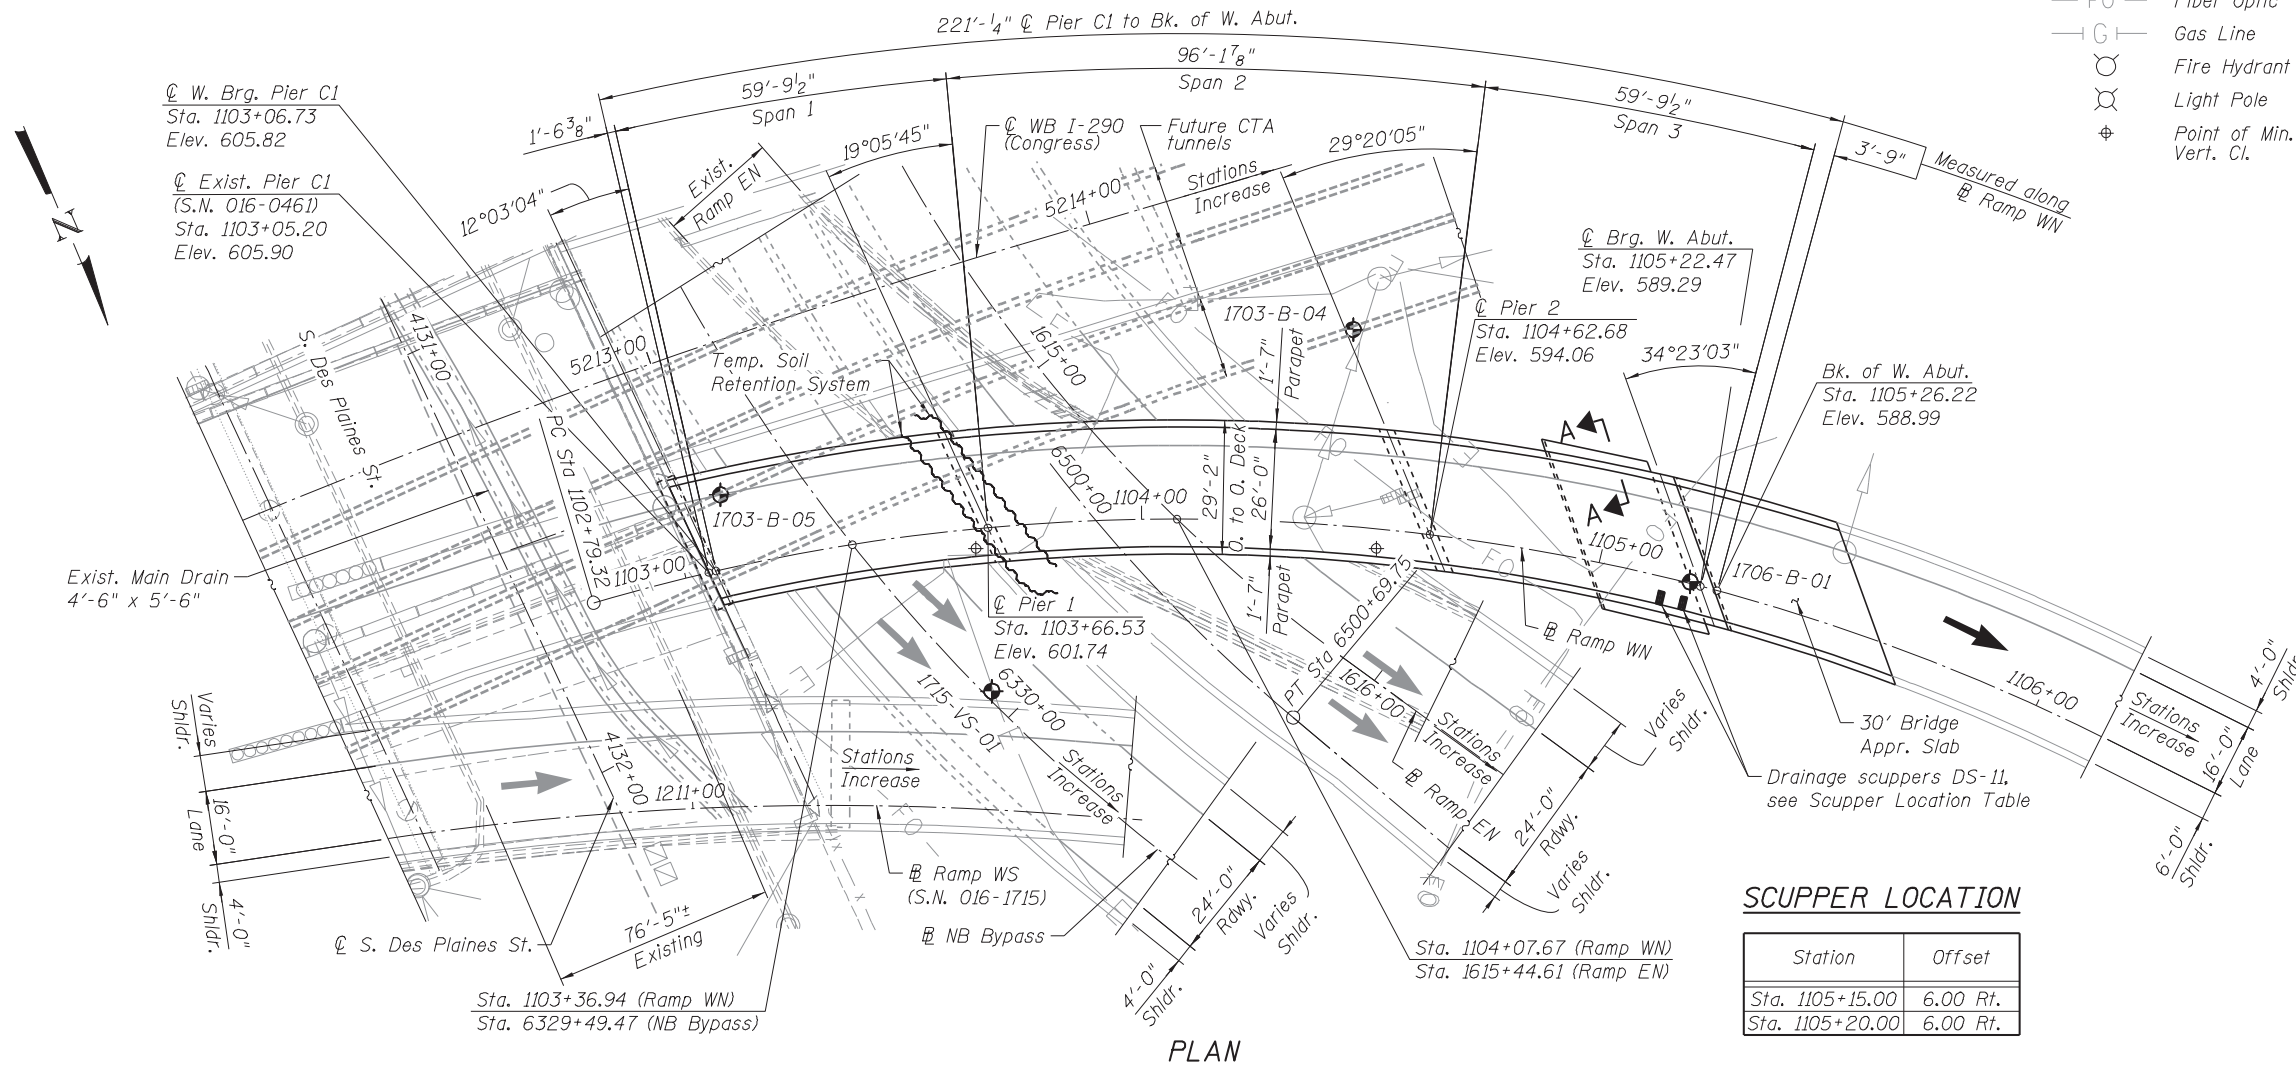 221'-1/4" ℄ Pier C1 to Bk. of W. Abut.
59'-9 1/2"
Span 1
96'-1 7/8"
Span 2
59'-9 1/2"
Span 3
1'-6 3/8"
3'-9"
Measured along
℄ Ramp WN
Gas Line
G
Fire Hydrant
Light Pole
Point of Min.
Vert. Cl.
℄ W. Brg. Pier C1
Sta. 1103+06.73
Elev. 605.82
℄ Exist. Pier C1
(S.N. 016-0461)
Sta. 1103+05.20
Elev. 605.90
N
12°03'04"
Exist.
Ramp EN
19°05'45"
℄ WB I-290
(Congress)
Future CTA
tunnels
Stations
Increase
29°20'05"
5214+00
℄ Brg. W. Abut.
Sta. 1105+22.47
Elev. 589.29
℄ Pier 2
Sta. 1104+62.68
Elev. 594.06
34°23'03"
Bk. of W. Abut.
Sta. 1105+26.22
Elev. 588.99
S. Des Plaines St.
4131+00
5213+00
Temp. Soil
Retention System
1615+00
1703-B-04
1'-7"
Parapet
A
A
PC Sta 1102+79.32
1703-B-05
6500+00
1104+00
29'-2"
O. to O. Deck
26'-0"
1'-7"
Parapet
1105+00
1706-B-01
Exist. Main Drain
4'-6" x 5'-6"
1103+00
℄ Pier 1
Sta. 1103+66.53
Elev. 601.74
PT Sta 6500+69.75
FO
℄ Ramp WN
1106+00
Stations
Increase
4'-0"
Shldr.
16'-0"
Lane
6'-0"
Shldr.
30' Bridge
Appr. Slab
Drainage scuppers DS-11,
see Scupper Location Table
Varies
Shldr.
16'-0"
Lane
4'-0"
Shldr.
4132+00
1211+00
Stations
Increase
1715-VS-01
6330+00
Stations
Increase
1616+00
Stations
Increase
℄ Ramp EN
Varies
Shldr.
24'-0"
Rdwy.
Varies
Shldr.
FO
℄ Ramp WS
(S.N. 016-1715)
℄ NB Bypass
24'-0"
Rdwy.
Varies
Shldr.
4'-0"
Shldr.
℄ S. Des Plaines St.
76'-5"±
Existing
Sta. 1103+36.94 (Ramp WN)
Sta. 6329+49.47 (NB Bypass)
Sta. 1104+07.67 (Ramp WN)
Sta. 1615+44.61 (Ramp EN)
SCUPPER LOCATION
Station Offset
Sta. 1105+15.00 6.00 Rt.
Sta. 1105+20.00 6.00 Rt.
PLAN